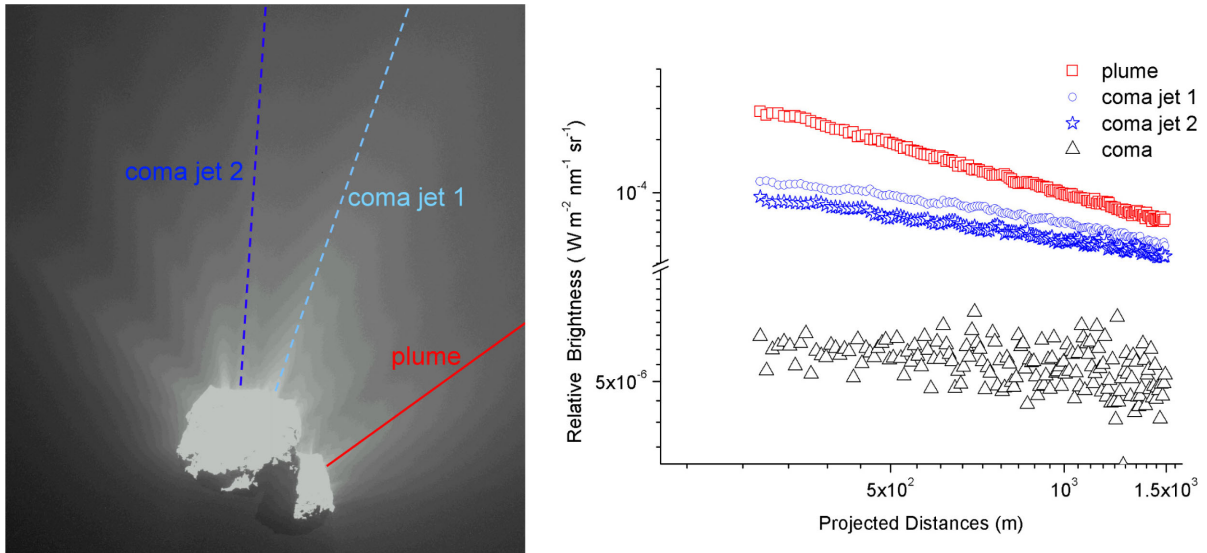 coma jet 2
coma jet 1
plume
plume
coma jet 1
coma jet 2
coma
Relative Brightness ( W m⁻² nm⁻¹ sr⁻¹ )
10⁻⁴
5x10⁻⁶
5x10²
10³
1.5x10³
Projected Distances (m)